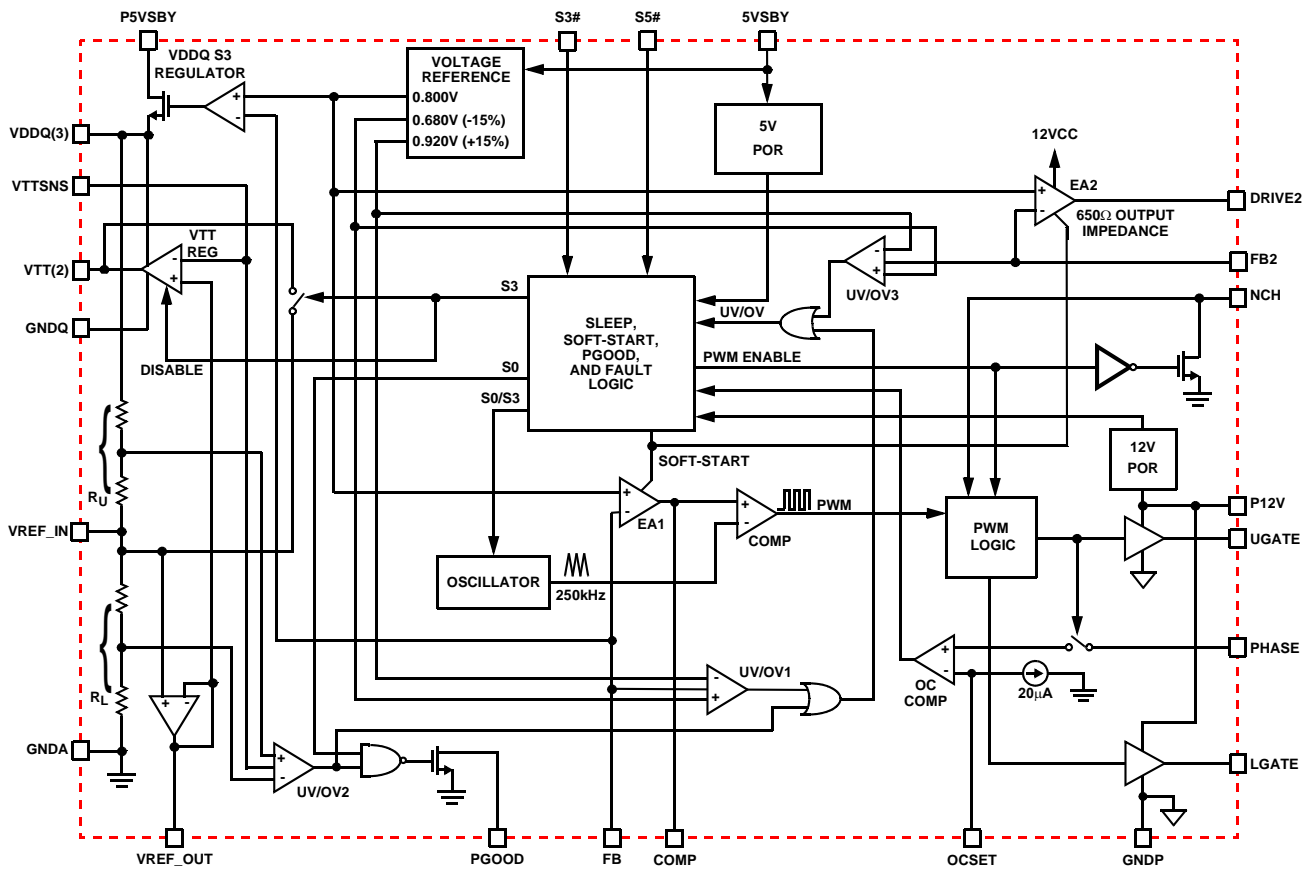 P5VSBY
S3#
S5#
5VSBY
VDDQ S3
REGULATOR
VOLTAGE
REFERENCE
0.800V
0.680V (-15%)
0.920V (+15%)
+
-
5V
POR
12VCC
VDDQ(3)
VTTSNS
+
-
EA2
650Ω OUTPUT
IMPEDANCE
DRIVE2
VTT
REG
-
+
VTT(2)
-
+
UV/OV3
FB2
S3
NCH
GNDQ
UV/OV
SLEEP,
SOFT-START,
PGOOD,
AND FAULT
LOGIC
PWM ENABLE
DISABLE
S0
S0/S3
12V
POR
SOFT-START
RU
+
-
EA1
+
-
COMP
PWM
PWM
LOGIC
P12V
VREF_IN
UGATE
OSCILLATOR
250kHz
PHASE
+
-
OC
COMP
20µA
UV/OV1
-
+
RL
+
-
GNDA
+
-
UV/OV2
LGATE
VREF_OUT
PGOOD
FB
COMP
OCSET
GNDP